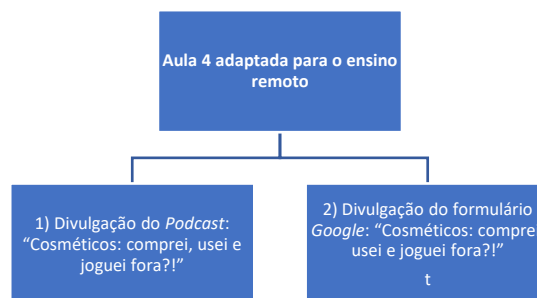 Aula 4 adaptada para o ensino
remoto
1) Divulgação do Podcast:
“Cosméticos: comprei, usei e
joguei fora?!”
2) Divulgação do formulário
Google: “Cosméticos: compre
usei e joguei fora?!”
t